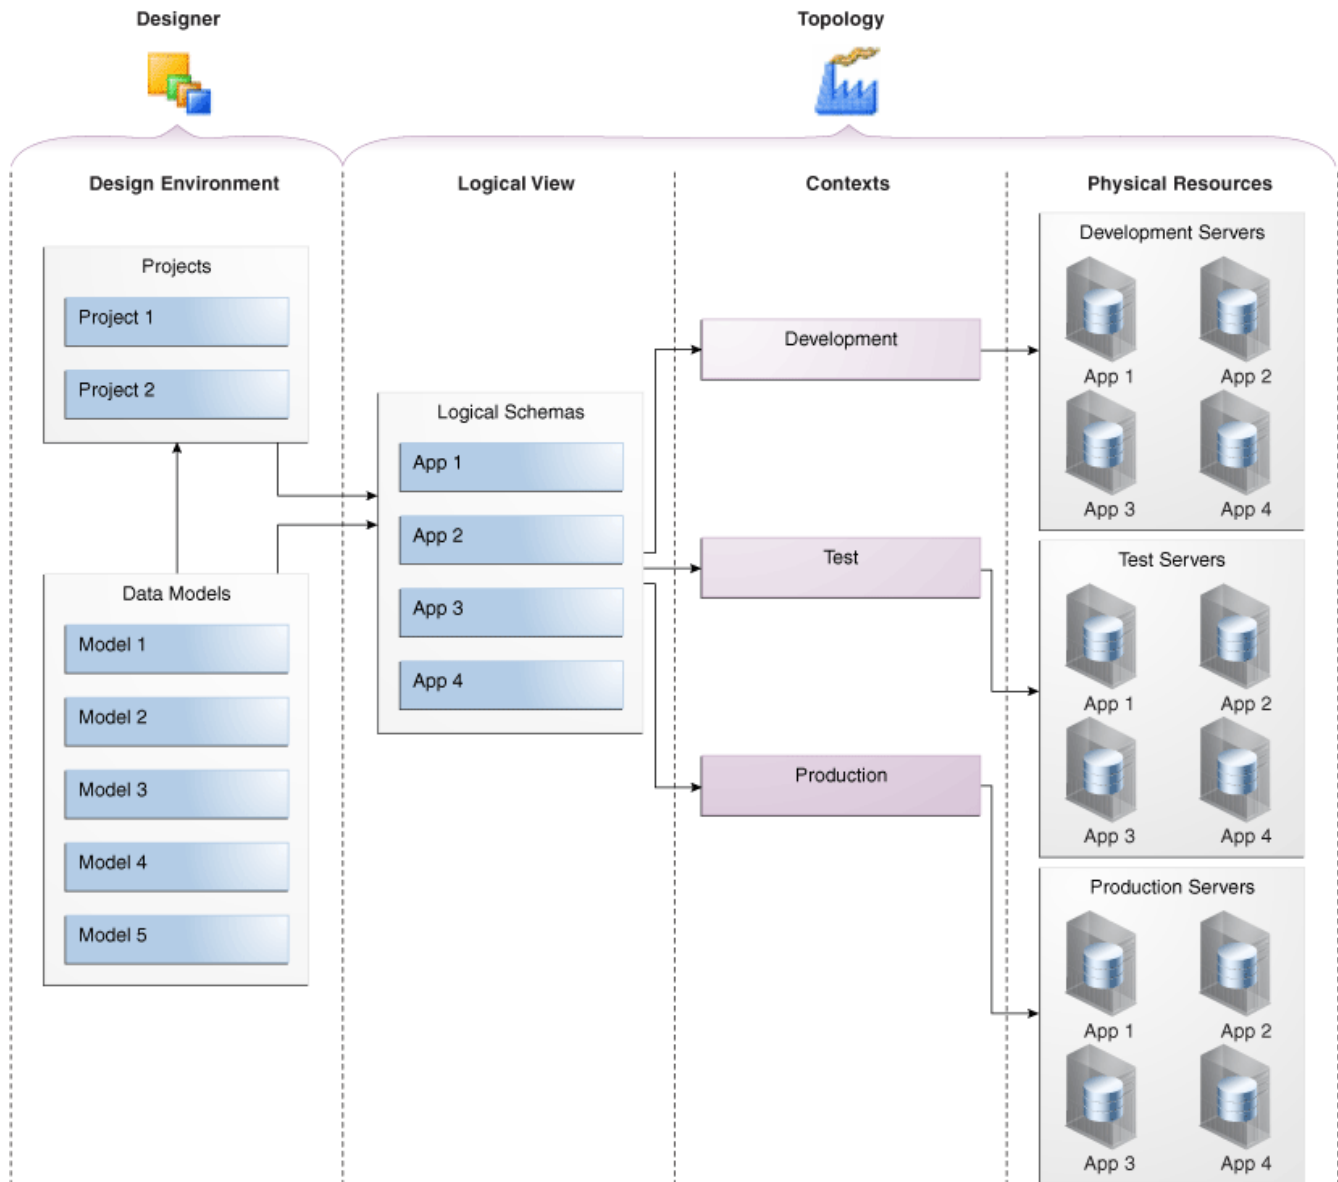 Designer
Topology
Design Environment
Logical View
Contexts
Physical Resources
Projects
Project 1
Project 2
Data Models
Model 1
Model 2
Model 3
Model 4
Model 5
Logical Schemas
App 1
App 2
App 3
App 4
Development
Test
Production
Development Servers
App 1
App 2
App 3
App 4
Test Servers
App 1
App 2
App 3
App 4
Production Servers
App 1
App 2
App 3
App 4